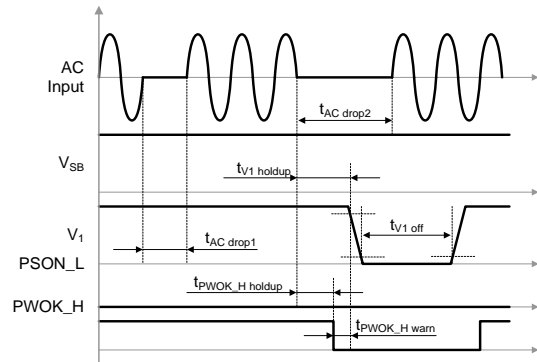 AC
Input
tAC drop2
VSB
tV1 holdup
V1
tAC drop1
tV1 off
PSON_L
tPWOK_H holdup
PWOK_H
tPWOK_H warn